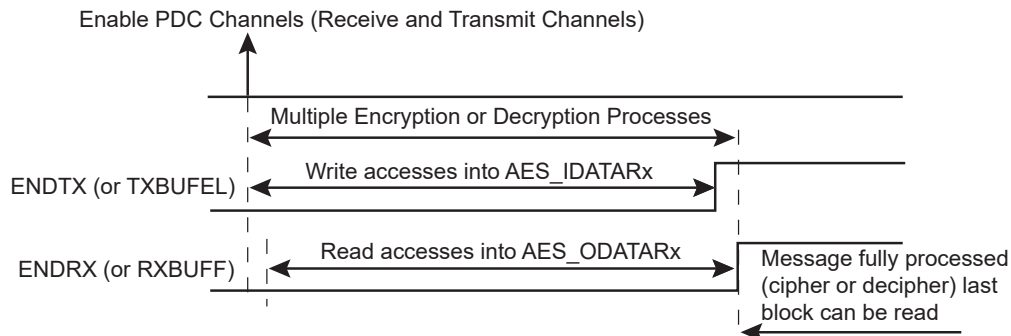 Enable PDC Channels (Receive and Transmit Channels)
Multiple Encryption or Decryption Processes
ENDTX (or TXBUFEL)
Write accesses into AES_IDATARx
ENDRX (or RXBUFF)
Read accesses into AES_ODATARx
Message fully processed
(cipher or decipher) last
block can be read